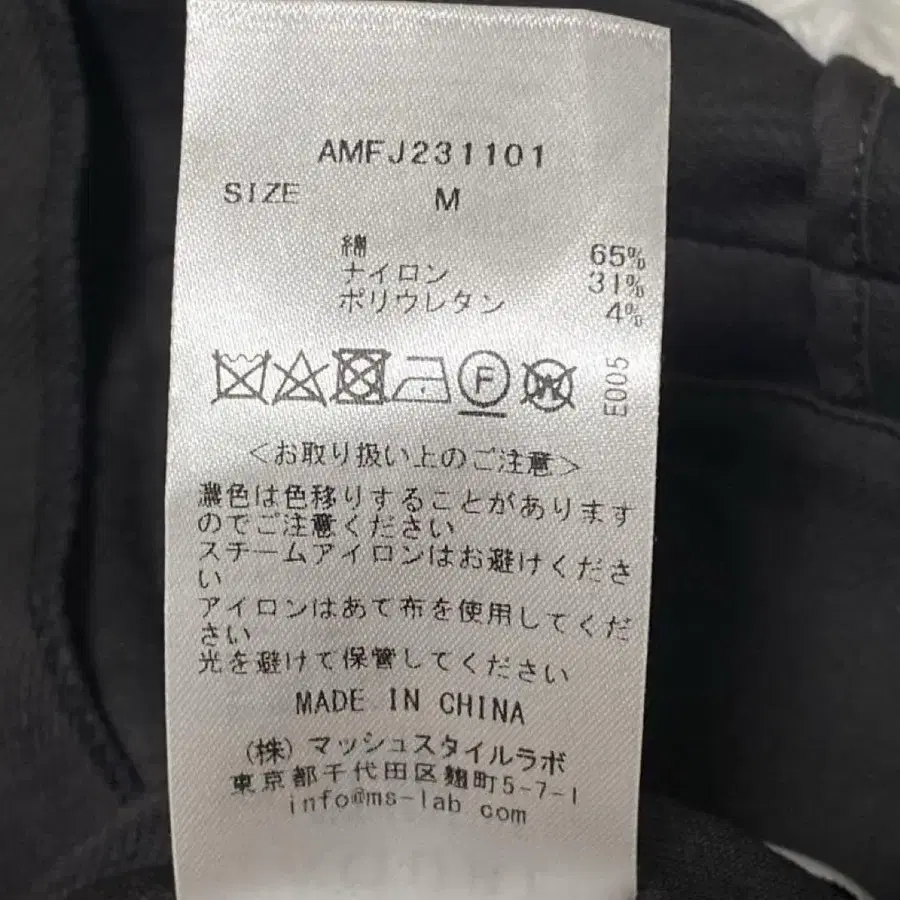 AMFJ231101
SIZE M
綿 65%
ナイロン 31%
ポリウレタン 4%
F W
E005
<お取り扱い上のご注意>
濃色は色移りすることがあります
のでご注意ください
スチームアイロンはお避けくださ
い
アイロンはあて布を使用してくだ
さい
光を避けて保管してください
MADE IN CHINA
(株)マッシュスタイルラボ
東京都千代田区麹町5-7-1
info@ms-lab.com